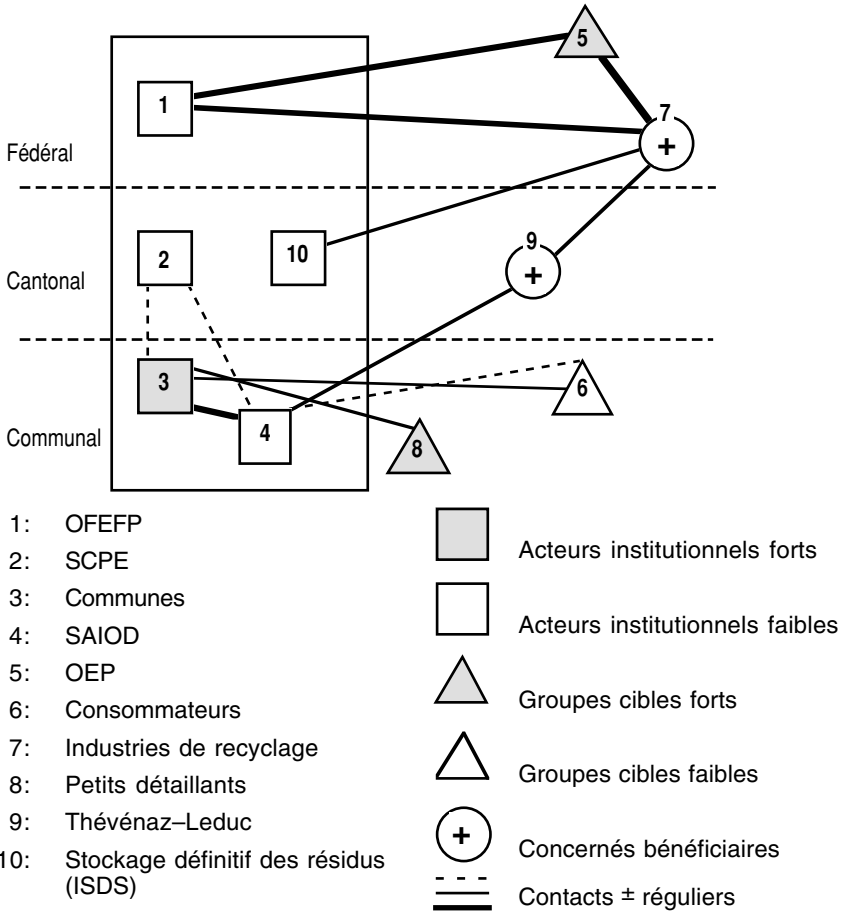 5
1
7
+
Fédéral
2
10
9
+
Cantonal
3
4
6
8
Communal
1: OFEFP
2: SCPE
3: Communes
4: SAIOD
5: OEP
6: Consommateurs
7: Industries de recyclage
8: Petits détaillants
9: Thévénaz–Leduc
10: Stockage définitif des résidus
(ISDS)
Acteurs institutionnels forts
Acteurs institutionnels faibles
Groupes cibles forts
Groupes cibles faibles
+
Concernés bénéficiaires
Contacts ± réguliers